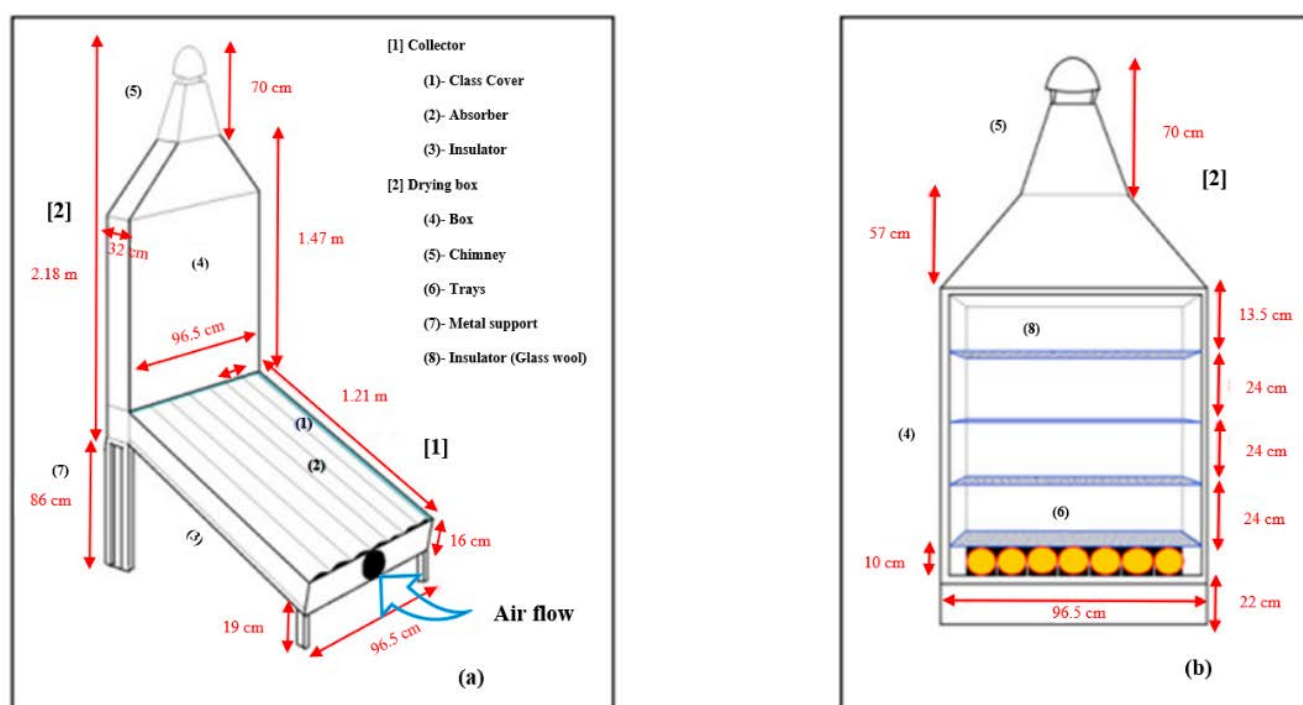 [1] Collector
(1)- Class Cover
(2)- Absorber
(3)- Insulator
[2] Drying box
(4)- Box
(5)- Chimney
(6)- Trays
(7)- Metal support
(8)- Insulator (Glass wool)
(5)
70 cm
[2]
32 cm
2.18 m
(4)
1.47 m
96.5 cm
1.21 m
(1)
[1]
(2)
(7)
86 cm
(3)
16 cm
Air flow
19 cm
96.5 cm
(a)
(5)
70 cm
[2]
57 cm
13.5 cm
(8)
24 cm
(4)
24 cm
24 cm
(6)
10 cm
96.5 cm
22 cm
(b)